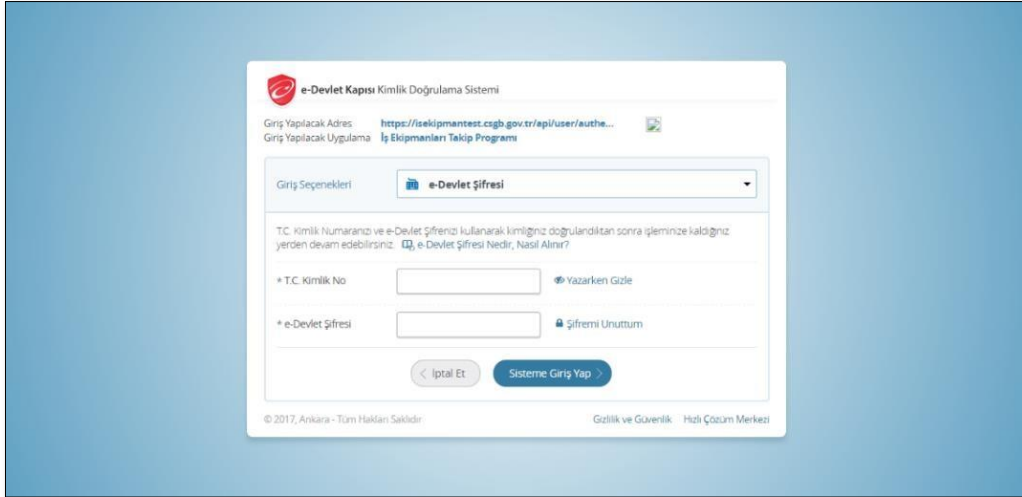 e-Devlet Kapısı Kimlik Doğrulama Sistemi
Giriş Yapılacak Adres https://isekipmantest.csgb.gov.tr/api/user/authe...
Giriş Yapılacak Uygulama İş Ekipmanları Takip Programı
Giriş Seçenekleri e-Devlet Şifresi
T.C. Kimlik Numaranızı ve e-Devlet Şifrenizi kullanarak kimliğiniz doğrulandıktan sonra işleminize kaldığınız
yerden devam edebilirsiniz. e-Devlet Şifresi Nedir, Nasıl Alınır?
* T.C. Kimlik No Yazarken Gizle
* e-Devlet Şifresi Şifremi Unuttum
İptal Et Sisteme Giriş Yap
© 2017, Ankara - Tüm Hakları Saklıdır Gizlilik ve Güvenlik Hızlı Çözüm Merkezi